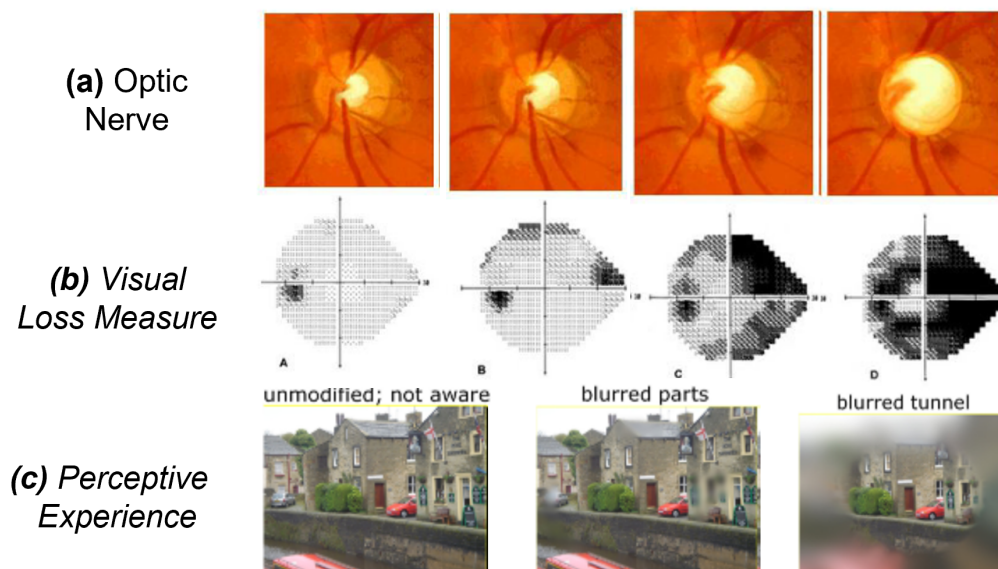 (a) Optic
Nerve
(b) Visual
Loss Measure
A
B
C
D
unmodified; not aware
blurred parts
blurred tunnel
(c) Perceptive
Experience